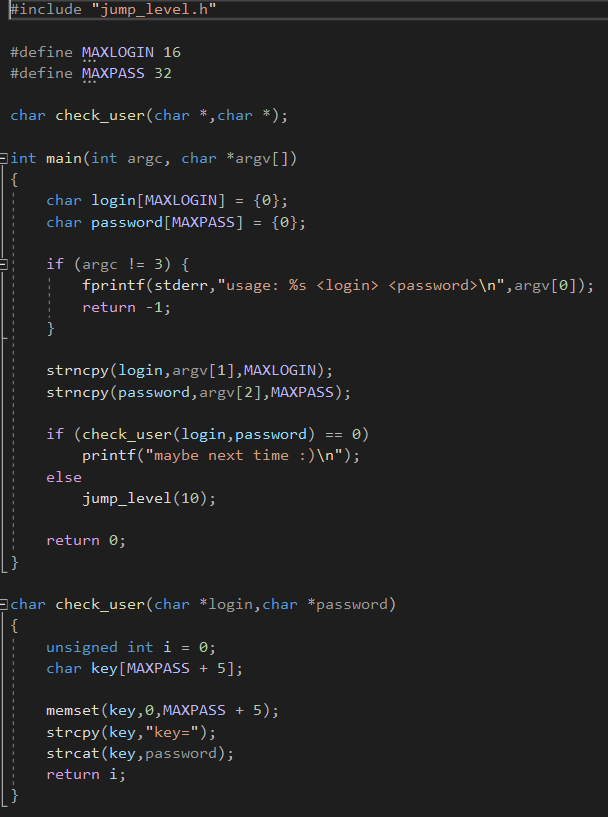 #include "jump_level.h"
#define MAXLOGIN 16
#define MAXPASS 32
char check_user(char *,char *);
int main(int argc, char *argv[])
{
    char login[MAXLOGIN] = {0};
    char password[MAXPASS] = {0};
    if (argc != 3) {
        fprintf(stderr,"usage: %s <login> <password>\n",argv[0]);
        return -1;
    }
    strncpy(login,argv[1],MAXLOGIN);
    strncpy(password,argv[2],MAXPASS);
    if (check_user(login,password) == 0)
        printf("maybe next time :)\n");
    else
        jump_level(10);
    return 0;
}
char check_user(char *login,char *password)
{
    unsigned int i = 0;
    char key[MAXPASS + 5];
    memset(key,0,MAXPASS + 5);
    strcpy(key,"key=");
    strcat(key,password);
    return i;
}